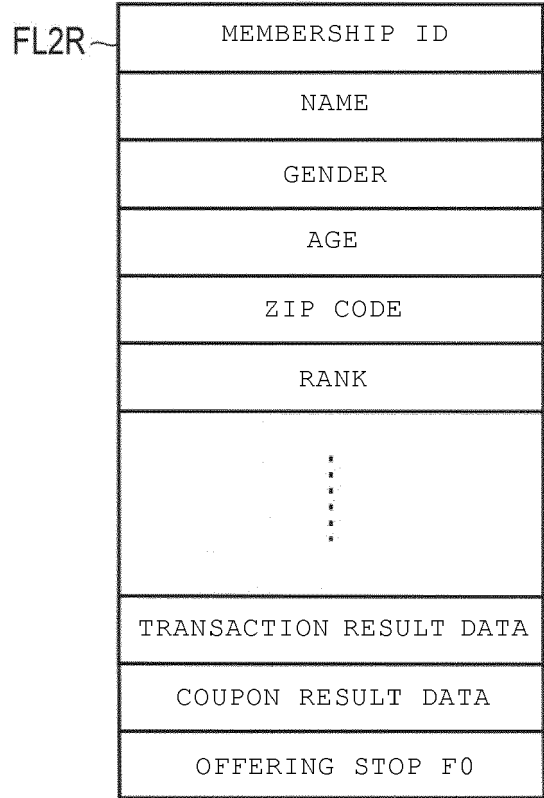 FL2R
MEMBERSHIP ID
NAME
GENDER
AGE
ZIP CODE
RANK
TRANSACTION RESULT DATA
COUPON RESULT DATA
OFFERING STOP F0